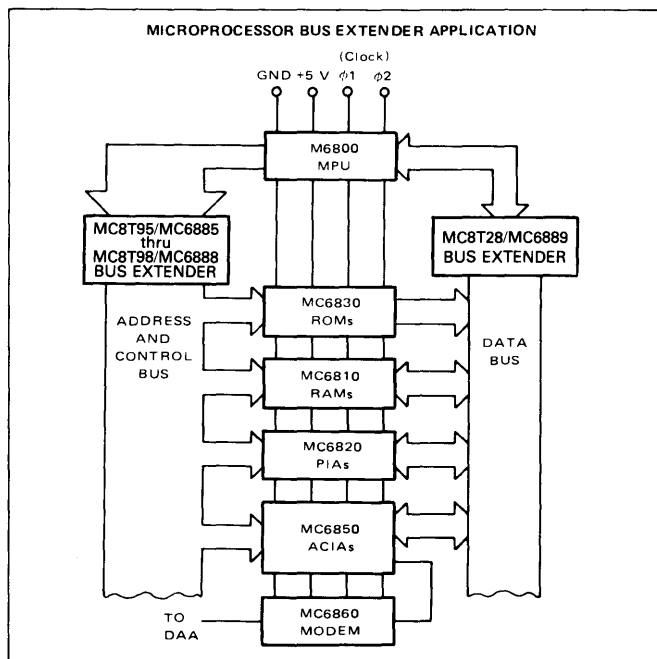 MICROPROCESSOR BUS EXTENDER APPLICATION
(Clock)
GND +5 V ϕ1 ϕ2
M6800
MPU
MC8T95/MC6885
thru
MC8T98/MC6888
BUS EXTENDER
MC8T28/MC6889
BUS EXTENDER
ADDRESS
AND
CONTROL
BUS
MC6830
ROMs
DATA
BUS
MC6810
RAMs
MC6820
PIAs
MC6850
ACIAs
TO
DAA
MC6860
MODEM